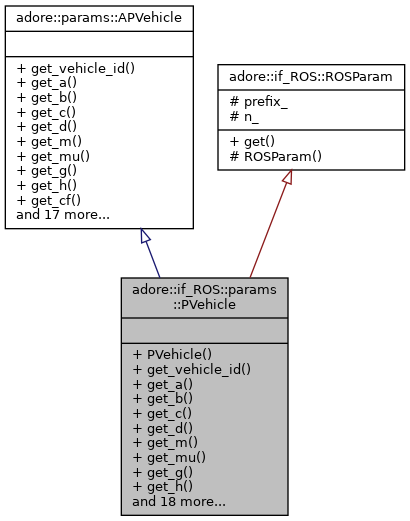 adore::params::APVehicle
+ get_vehicle_id()
+ get_a()
+ get_b()
+ get_c()
+ get_d()
+ get_m()
+ get_mu()
+ get_g()
+ get_h()
+ get_cf()
and 17 more...
adore::if_ROS::ROSParam
# prefix_
# n_
+ get()
# ROSParam()
adore::if_ROS::params
::PVehicle
+ PVehicle()
+ get_vehicle_id()
+ get_a()
+ get_b()
+ get_c()
+ get_d()
+ get_m()
+ get_mu()
+ get_g()
+ get_h()
and 18 more...